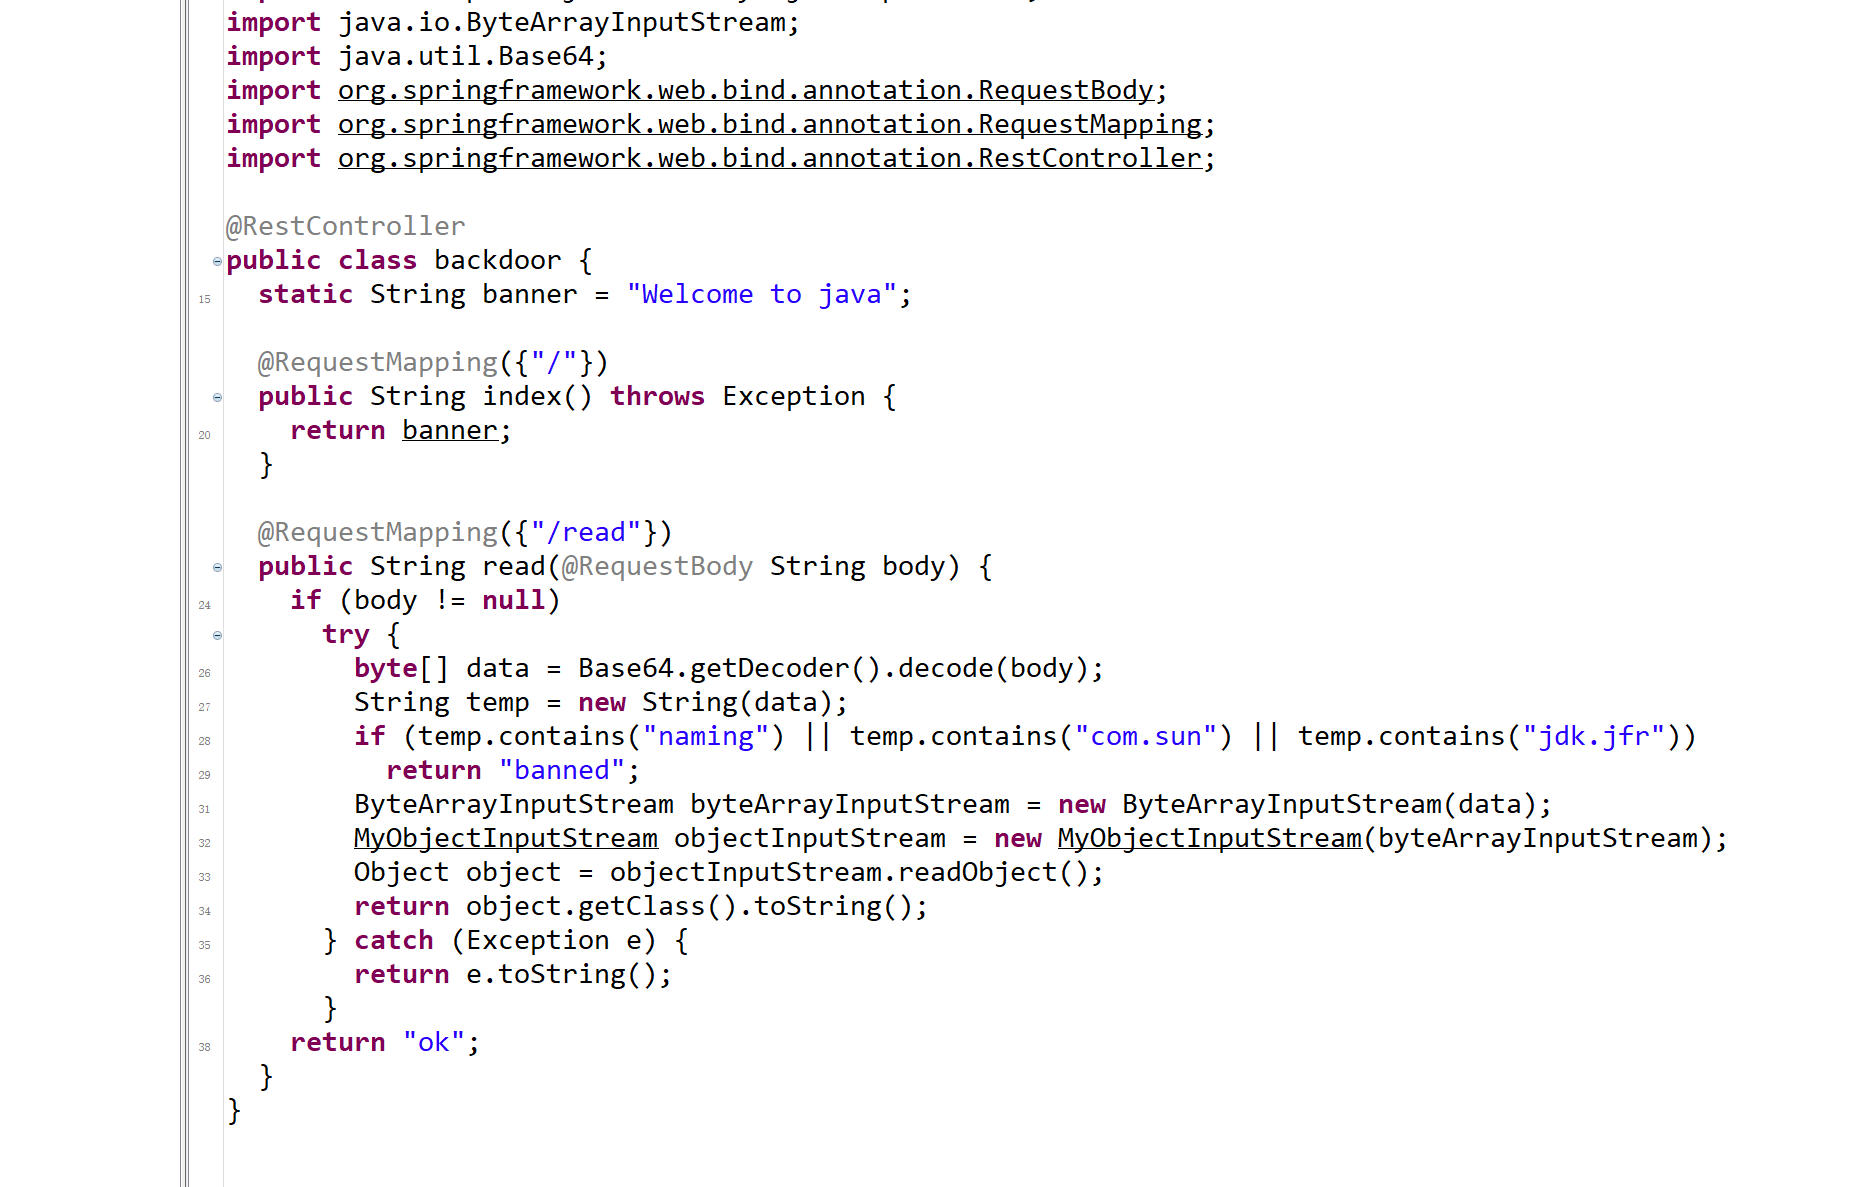 import java.io.ByteArrayInputStream;
import java.util.Base64;
import org.springframework.web.bind.annotation.RequestBody;
import org.springframework.web.bind.annotation.RequestMapping;
import org.springframework.web.bind.annotation.RestController;
@RestController
public class backdoor {
15 static String banner = "Welcome to java";
@RequestMapping({"/"})
public String index() throws Exception {
20 return banner;
}
@RequestMapping({"/read"})
public String read(@RequestBody String body) {
24 if (body != null)
try {
26 byte[] data = Base64.getDecoder().decode(body);
27 String temp = new String(data);
28 if (temp.contains("naming") || temp.contains("com.sun") || temp.contains("jdk.jfr"))
29 return "banned";
31 ByteArrayInputStream byteArrayInputStream = new ByteArrayInputStream(data);
32 MyObjectInputStream objectInputStream = new MyObjectInputStream(byteArrayInputStream);
33 Object object = objectInputStream.readObject();
34 return object.getClass().toString();
35 } catch (Exception e) {
36 return e.toString();
}
38 return "ok";
}
}